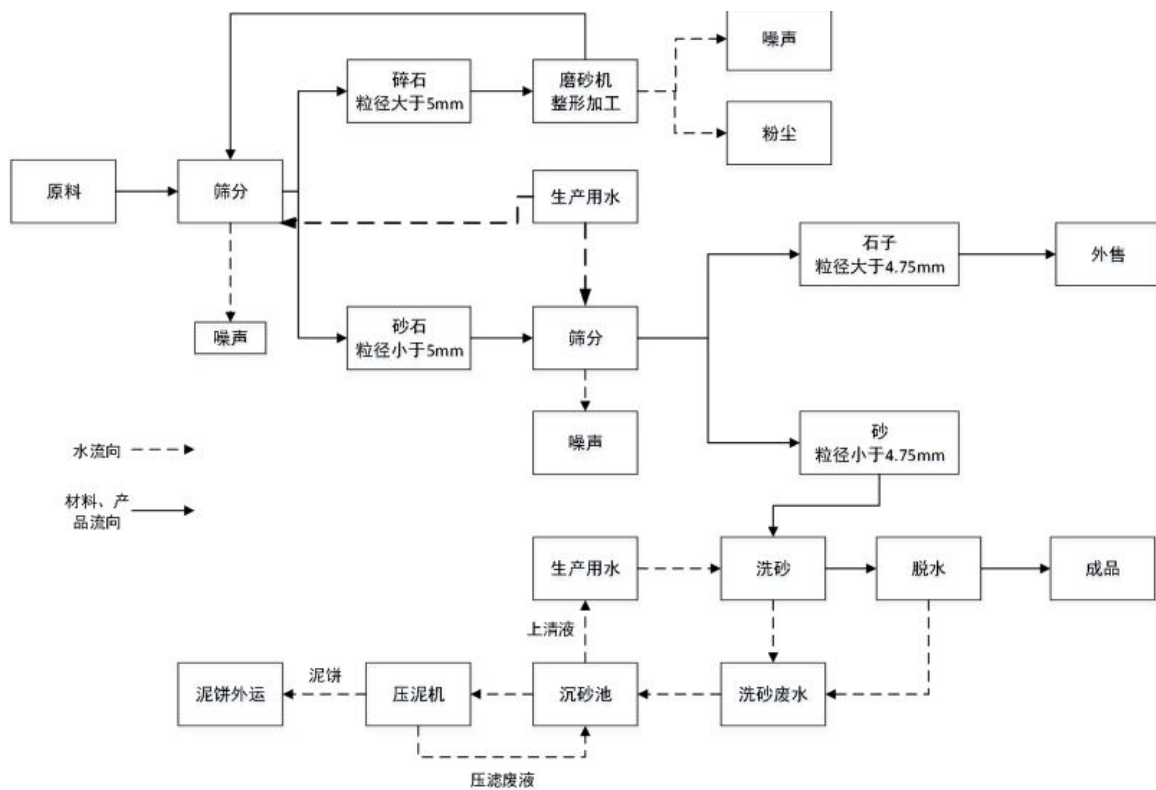 噪声
碎石
粒径大于5mm
磨砂机
整形加工
粉尘
原料
筛分
生产用水
石子
粒径大于4.75mm
外售
噪声
砂石
粒径小于5mm
筛分
噪声
砂
粒径小于4.75mm
水流向
材料、产
品流向
生产用水
洗砂
脱水
成品
上清液
泥饼外运
泥饼
压泥机
沉砂池
洗砂废水
压滤废液